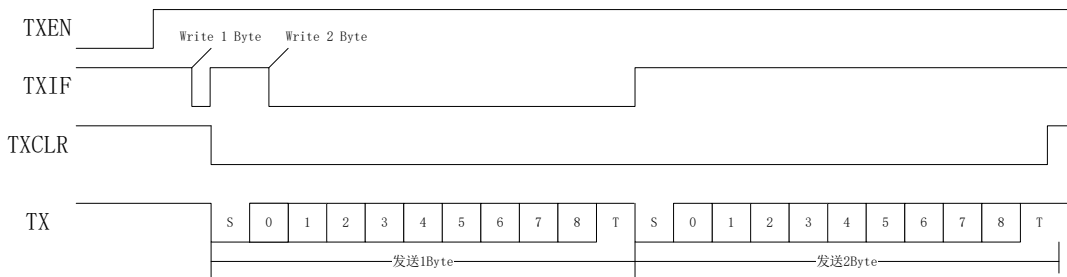 TXEN
Write 1 Byte Write 2 Byte
TXIF
TXCLR
TX S 0 1 2 3 4 5 6 7 8 T S 0 1 2 3 4 5 6 7 8 T
发送1Byte 发送2Byte